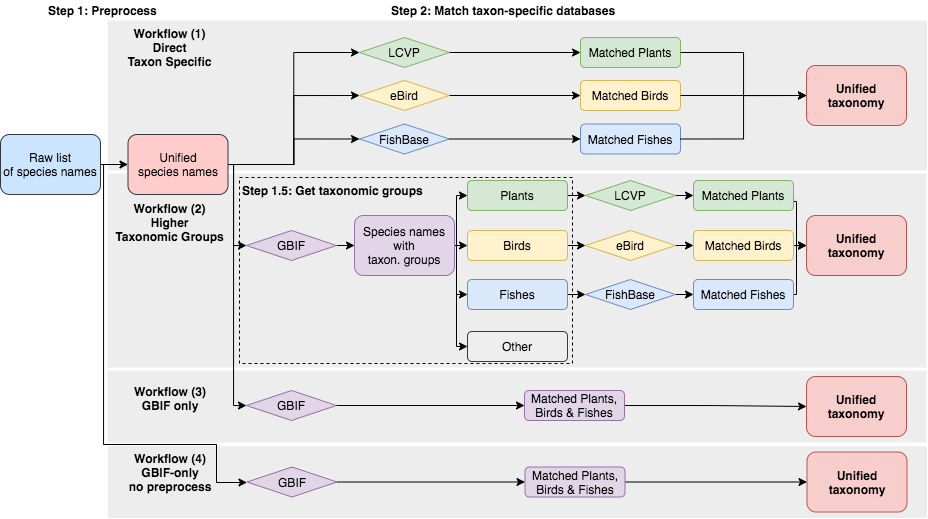 Step 1: Preprocess
Step 2: Match taxon-specific databases
Workflow (1)
Direct
Taxon Specific
LCVP
Matched Plants
eBird
Matched Birds
FishBase
Matched Fishes
Unified
taxonomy
Raw list
of species names
Unified
species names
Workflow (2)
Higher
Taxonomic Groups
Step 1.5: Get taxonomic groups
GBIF
Species names
with
taxon. groups
Plants
LCVP
Matched Plants
Birds
eBird
Matched Birds
Fishes
FishBase
Matched Fishes
Other
Unified
taxonomy
Workflow (3)
GBIF only
GBIF
Matched Plants,
Birds & Fishes
Unified
taxonomy
Workflow (4)
GBIF-only
no preprocess
GBIF
Matched Plants,
Birds & Fishes
Unified
taxonomy